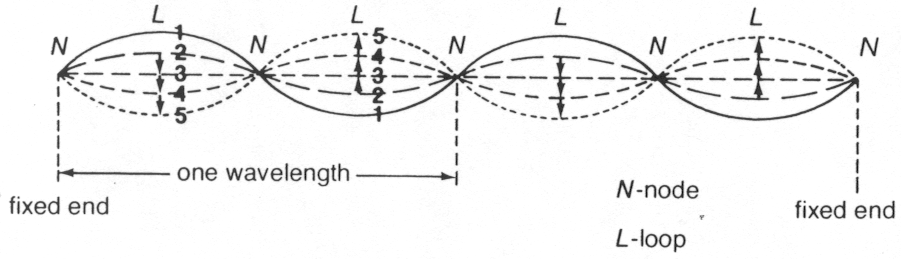 L L L L
N N N N N
1 2 3 4 5
5 4 3 2 1
one wavelength
fixed end
fixed end
N-node
L-loop